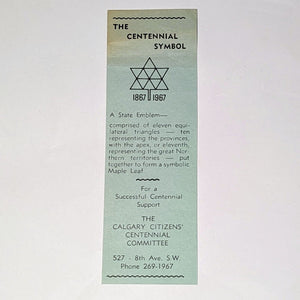 THE
CENTENNIAL
SYMBOL
1867 1967
A State Emblem—
comprised of eleven equi-
lateral triangles — ten
representing the provinces,
with the apex, or eleventh,
representing the great Nor-
thern territories — put
together to form a symbolic
Maple Leaf
For a
Successful Centennial
Support
THE
CALGARY CITIZENS'
CENTENNIAL
COMMITTEE
527 - 8th Ave. S.W.
Phone 269-1967